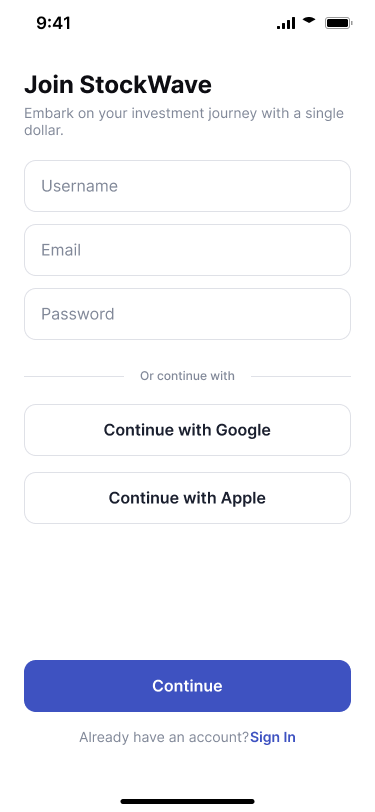 9:41
Join StockWave
Embark on your investment journey with a single
dollar.
Username
Email
Password
Or continue with
Continue with Google
Continue with Apple
Continue
Already have an account?Sign In